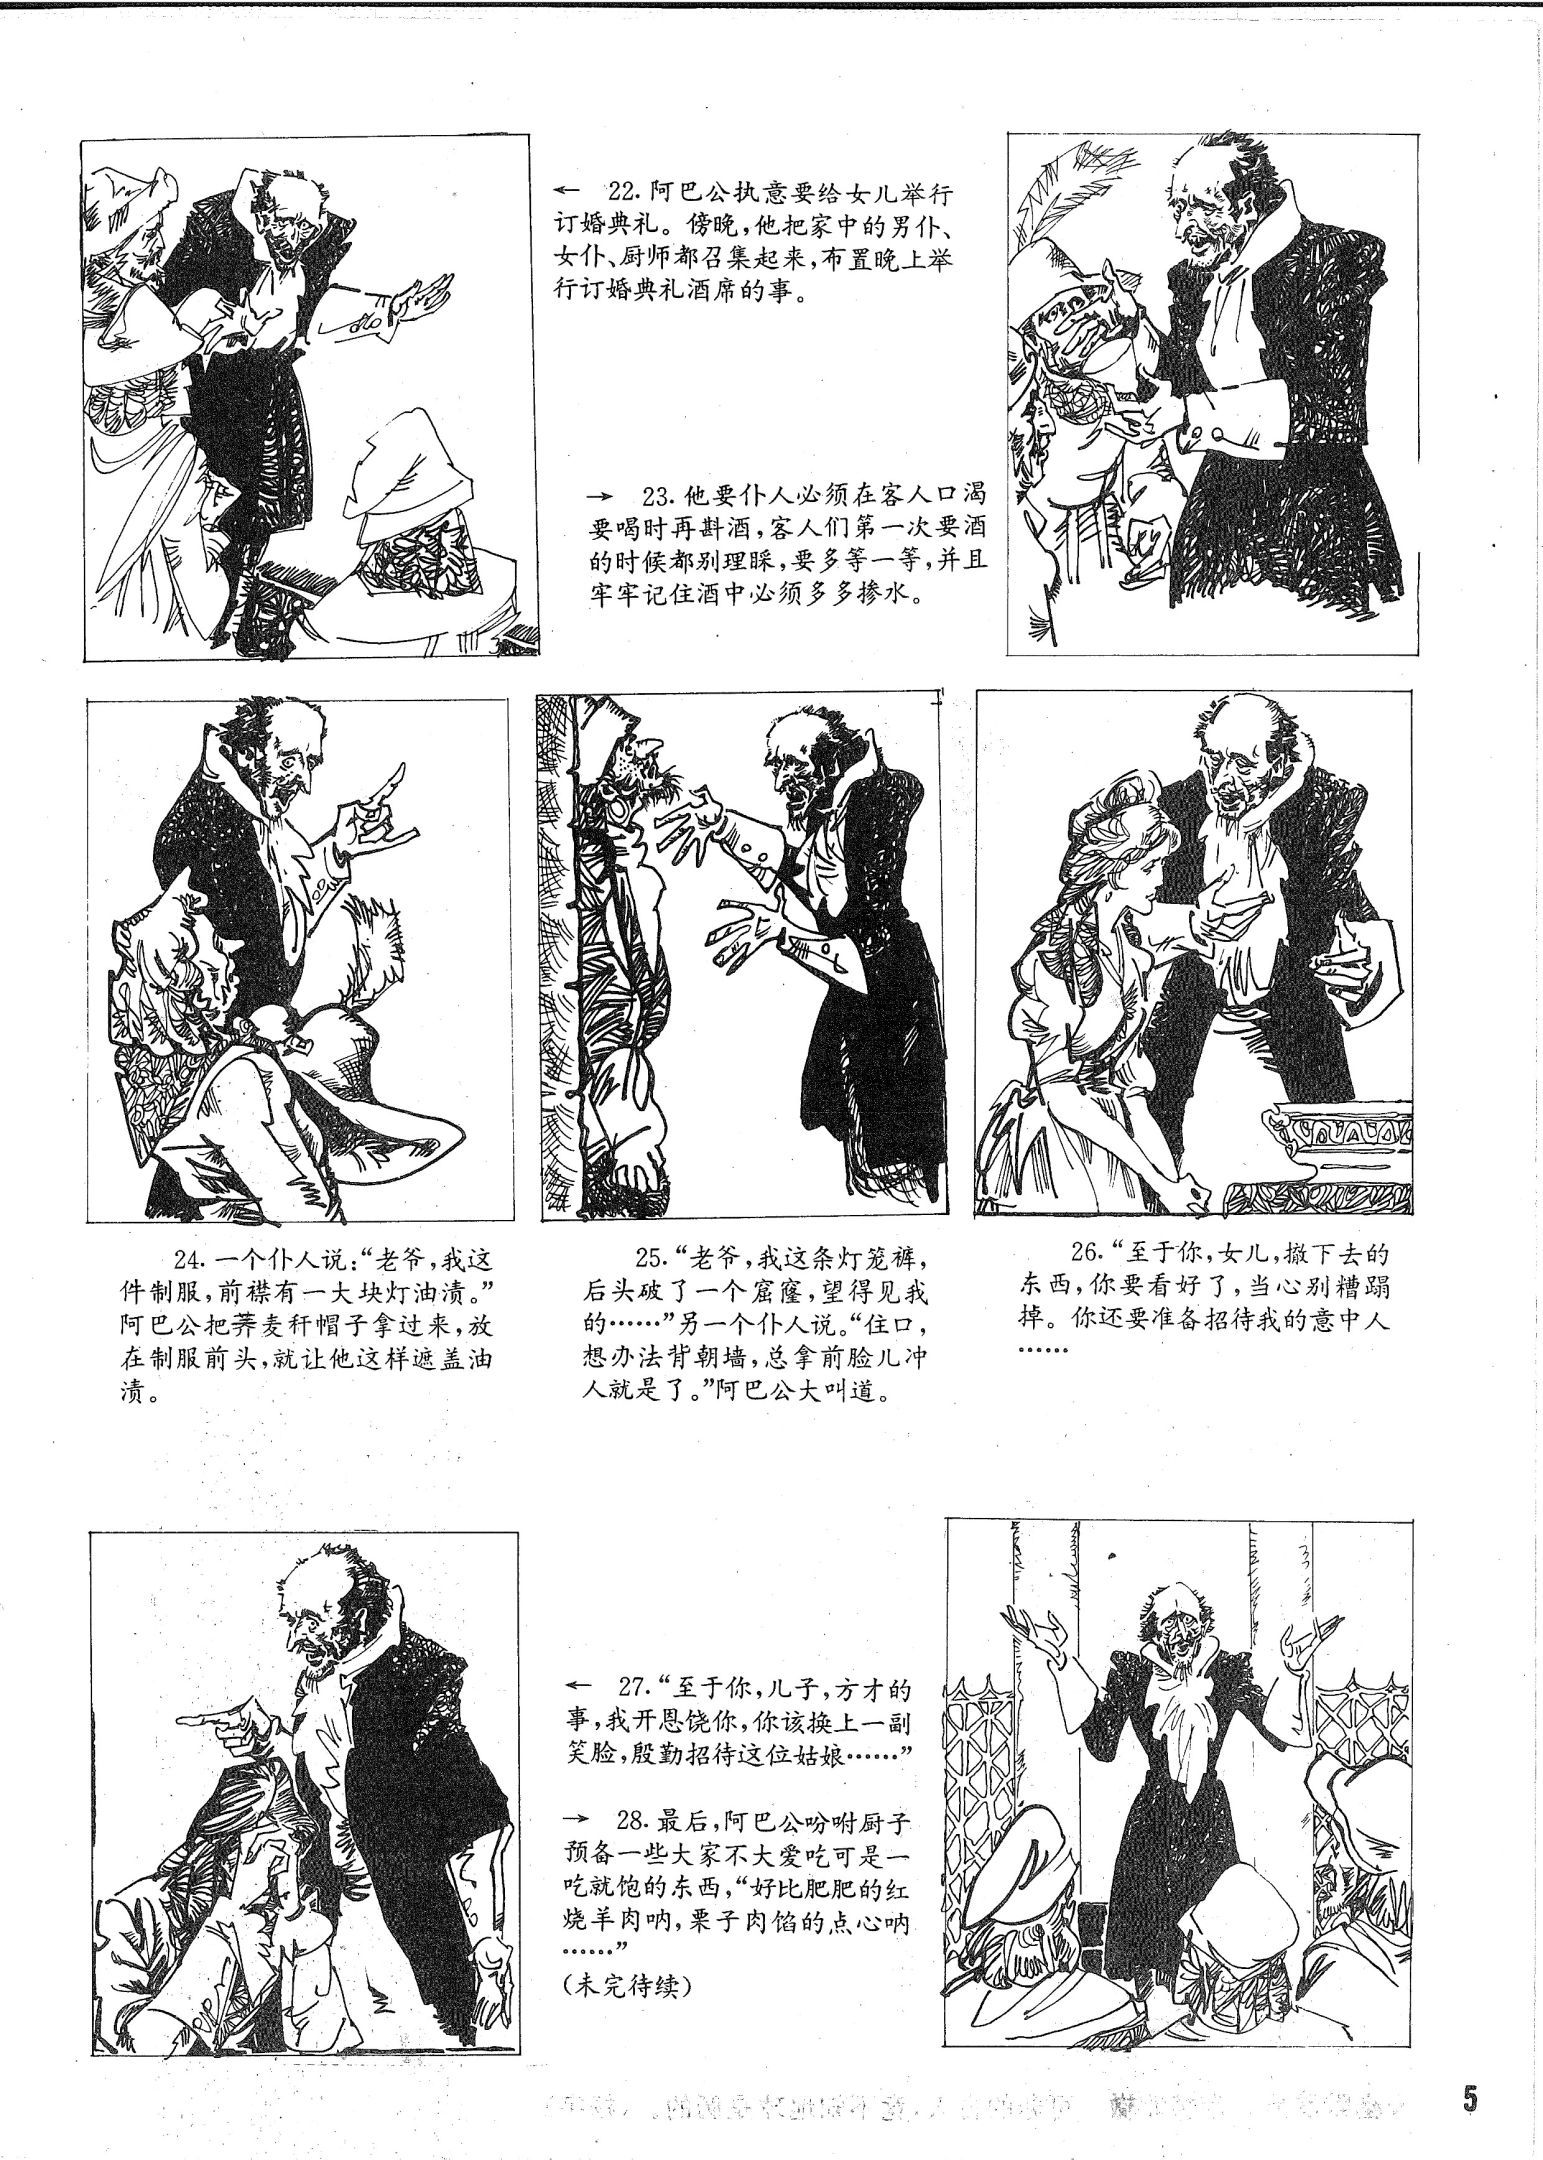 ← 22.阿巴公执意要给女儿举行
订婚典礼。傍晚,他把家中的男仆、
女仆、厨师都召集起来,布置晚上举
行订婚典礼酒席的事。
→ 23.他要仆人必须在客人口渴
要喝时再斟酒,客人们第一次要酒
的时候都别理睬,要多等一等,并且
牢牢记住酒中必须多多掺水。
24.一个仆人说:“老爷,我这
件制服,前襟有一大块灯油渍。”
阿巴公把荞麦秆帽子拿过来,放
在制服前头,就让他这样遮盖油
渍。
25.“老爷,我这条灯笼裤,
后头破了一个窟窿,望得见我
的……”另一个仆人说。“住口,
想办法背朝墙,总拿前脸儿冲
人就是了。”阿巴公大叫道。
26.“至于你,女儿,撤下去的
东西,你要看好了,当心别糟蹋
掉。你还要准备招待我的意中人
……
← 27.“至于你,儿子,方才的
事,我开恩饶你,你该换上一副
笑脸,殷勤招待这位姑娘……”
→ 28.最后,阿巴公吩咐厨子
预备一些大家不大爱吃可是一
吃就饱的东西,“好比肥肥的红
烧羊肉呐,栗子肉馅的点心呐
……”
(未完待续)
5